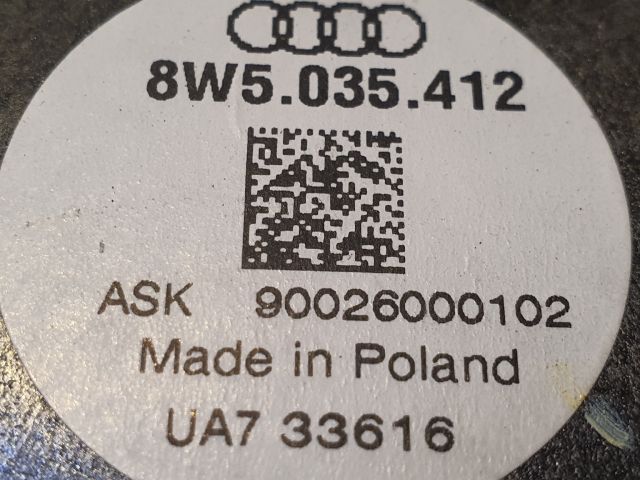 8W5.035.412
ASK 90026000102
Made in Poland
UA7 33616